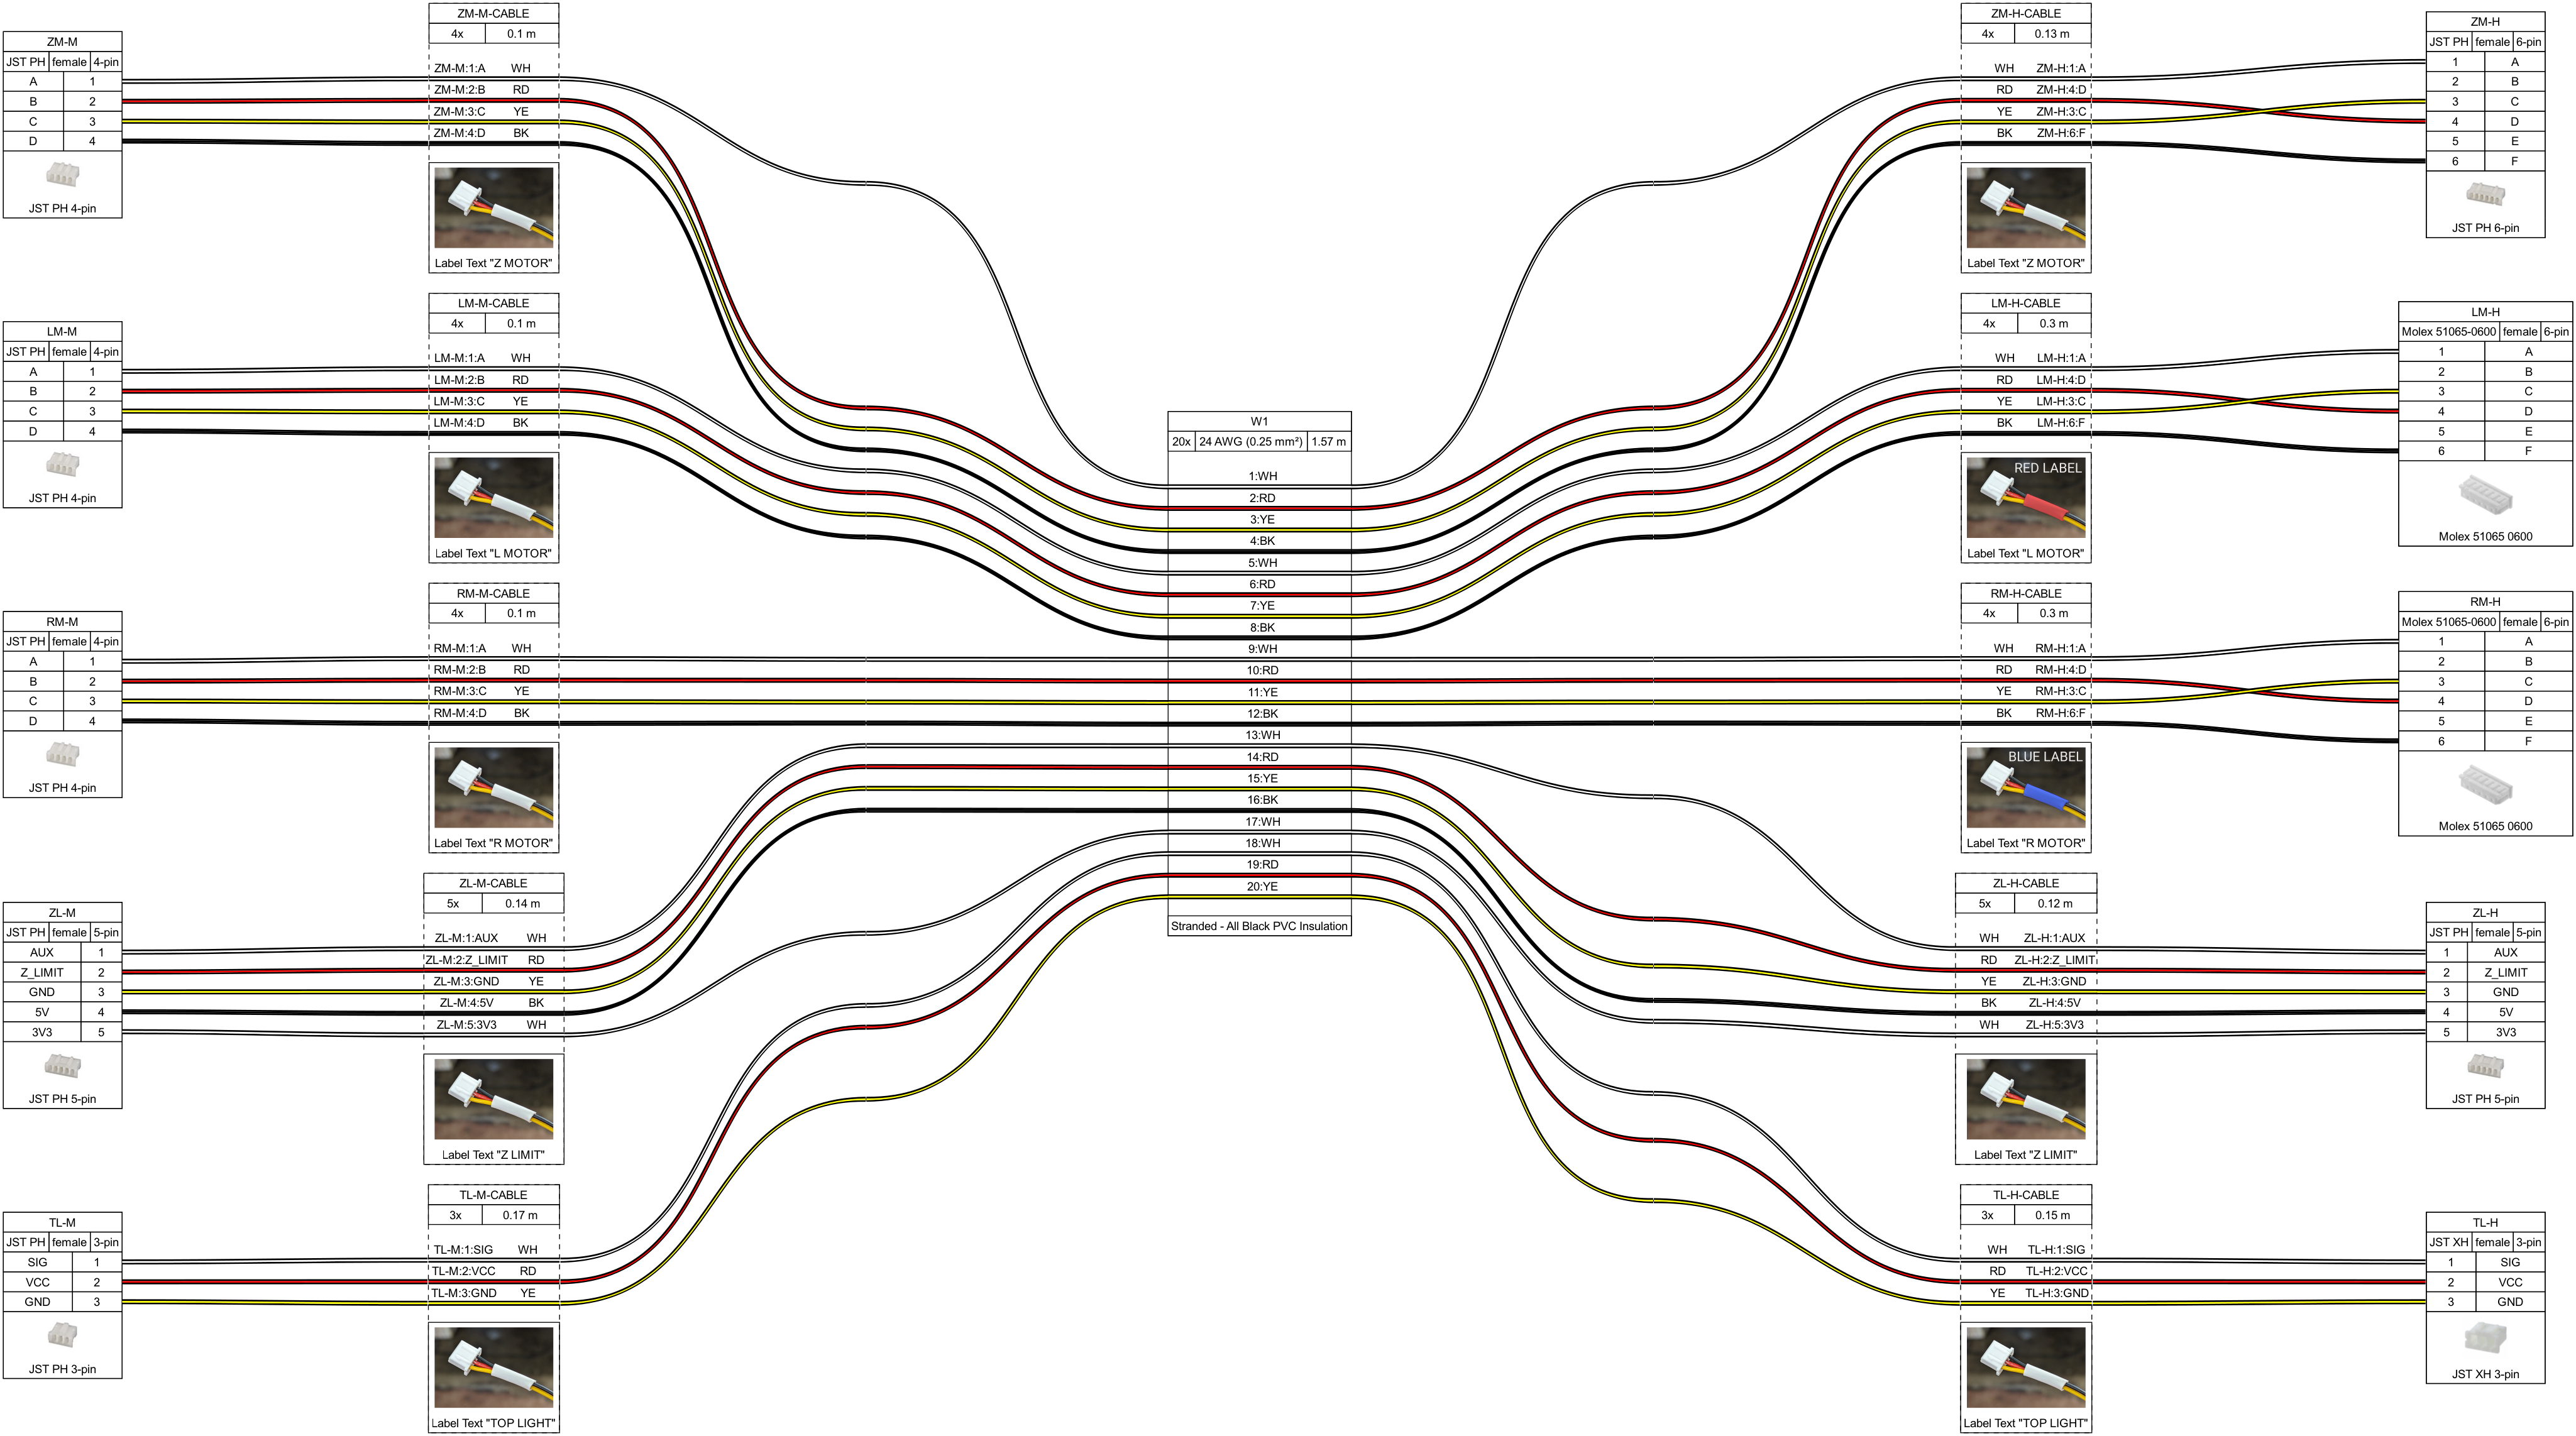 ZM-M
JST PH female 4-pin
A 1
B 2
C 3
D 4
JST PH 4-pin
LM-M
JST PH female 4-pin
A 1
B 2
C 3
D 4
JST PH 4-pin
RM-M
JST PH female 4-pin
A 1
B 2
C 3
D 4
JST PH 4-pin
ZL-M
JST PH female 5-pin
AUX 1
Z_LIMIT 2
GND 3
5V 4
3V3 5
JST PH 5-pin
TL-M
JST PH female 3-pin
SIG 1
VCC 2
GND 3
JST PH 3-pin
ZM-M-CABLE
4x 0.1 m
ZM-M:1:A WH
ZM-M:2:B RD
ZM-M:3:C YE
ZM-M:4:D BK
Label Text "Z MOTOR"
LM-M-CABLE
4x 0.1 m
LM-M:1:A WH
LM-M:2:B RD
LM-M:3:C YE
LM-M:4:D BK
Label Text "L MOTOR"
RM-M-CABLE
4x 0.1 m
RM-M:1:A WH
RM-M:2:B RD
RM-M:3:C YE
RM-M:4:D BK
Label Text "R MOTOR"
ZL-M-CABLE
5x 0.14 m
ZL-M:1:AUX WH
ZL-M:2:Z_LIMIT RD
ZL-M:3:GND YE
ZL-M:4:5V BK
ZL-M:5:3V3 WH
Label Text "Z LIMIT"
TL-M-CABLE
3x 0.17 m
TL-M:1:SIG WH
TL-M:2:VCC RD
TL-M:3:GND YE
Label Text "TOP LIGHT"
W1
20x 24 AWG (0.25 mm²) 1.57 m
1:WH
2:RD
3:YE
4:BK
5:WH
6:RD
7:YE
8:BK
9:WH
10:RD
11:YE
12:BK
13:WH
14:RD
15:YE
16:BK
17:WH
18:WH
19:RD
20:YE
Stranded - All Black PVC Insulation
ZM-H-CABLE
4x 0.13 m
WH ZM-H:1:A
RD ZM-H:4:D
YE ZM-H:3:C
BK ZM-H:6:F
Label Text "Z MOTOR"
LM-H-CABLE
4x 0.3 m
WH LM-H:1:A
RD LM-H:4:D
YE LM-H:3:C
BK LM-H:6:F
RED LABEL
Label Text "L MOTOR"
RM-H-CABLE
4x 0.3 m
WH RM-H:1:A
RD RM-H:4:D
YE RM-H:3:C
BK RM-H:6:F
BLUE LABEL
Label Text "R MOTOR"
ZL-H-CABLE
5x 0.12 m
WH ZL-H:1:AUX
RD ZL-H:2:Z_LIMIT
YE ZL-H:3:GND
BK ZL-H:4:5V
WH ZL-H:5:3V3
Label Text "Z LIMIT"
TL-H-CABLE
3x 0.15 m
WH TL-H:1:SIG
RD TL-H:2:VCC
YE TL-H:3:GND
Label Text "TOP LIGHT"
ZM-H
JST PH female 6-pin
1 A
2 B
3 C
4 D
5 E
6 F
JST PH 6-pin
LM-H
Molex 51065-0600 female 6-pin
1 A
2 B
3 C
4 D
5 E
6 F
Molex 51065 0600
RM-H
Molex 51065-0600 female 6-pin
1 A
2 B
3 C
4 D
5 E
6 F
Molex 51065 0600
ZL-H
JST PH female 5-pin
1 AUX
2 Z_LIMIT
3 GND
4 5V
5 3V3
JST PH 5-pin
TL-H
JST XH female 3-pin
1 SIG
2 VCC
3 GND
JST XH 3-pin